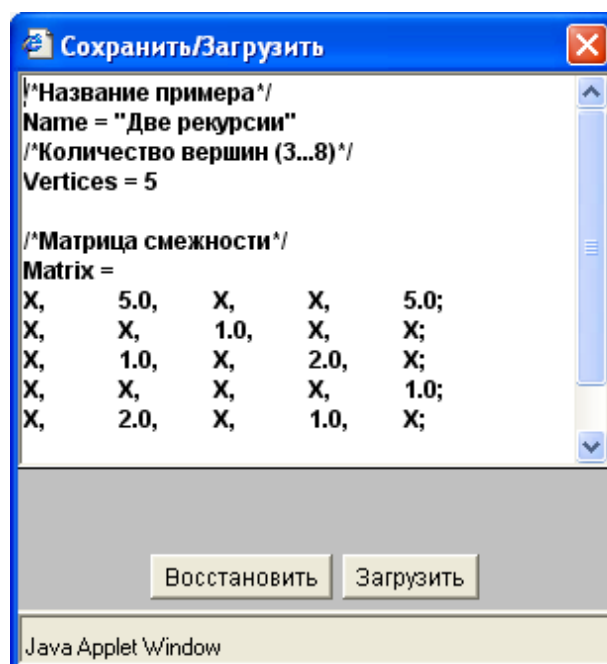 Сохранить/Загрузить
/*Название примера*/
Name = "Две рекурсии"
/*Количество вершин (3...8)*/
Vertices = 5
/*Матрица смежности*/
Matrix =
X, 5.0, X, X, 5.0;
X, X, 1.0, X, X;
X, 1.0, X, 2.0, X;
X, X, X, X, 1.0;
X, 2.0, X, 1.0, X;
Восстановить Загрузить
Java Applet Window